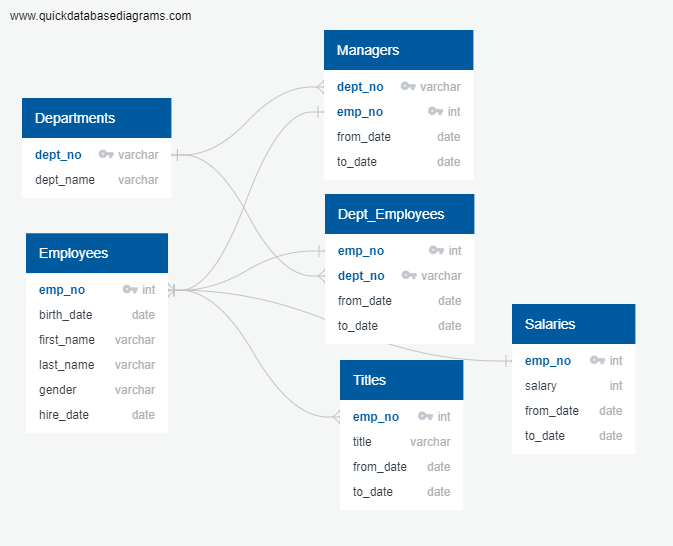 www.quickdatabasediagrams.com
Managers
dept_no varchar
emp_no int
from_date date
to_date date
Departments
dept_no varchar
dept_name varchar
Dept_Employees
emp_no int
dept_no varchar
from_date date
to_date date
Employees
emp_no int
birth_date date
first_name varchar
last_name varchar
gender varchar
hire_date date
Salaries
emp_no int
salary int
from_date date
to_date date
Titles
emp_no int
title varchar
from_date date
to_date date